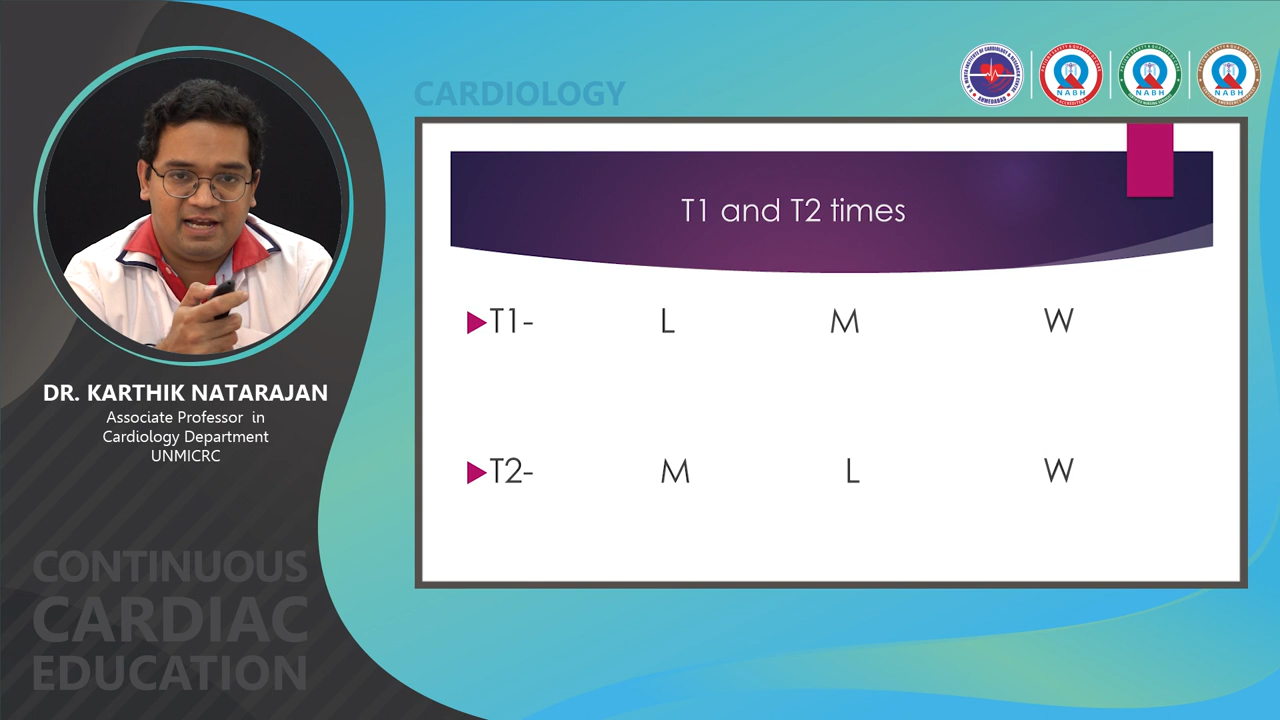 CARDIOLOGY
T1 and T2 times
T1- L M W
T2- M L W
DR. KARTHIK NATARAJAN
Associate Professor in
Cardiology Department
UNMICRC
CONTINUOUS
CARDIAC
EDUCATION
AHMEDABAD
NABH
NABH
NABH